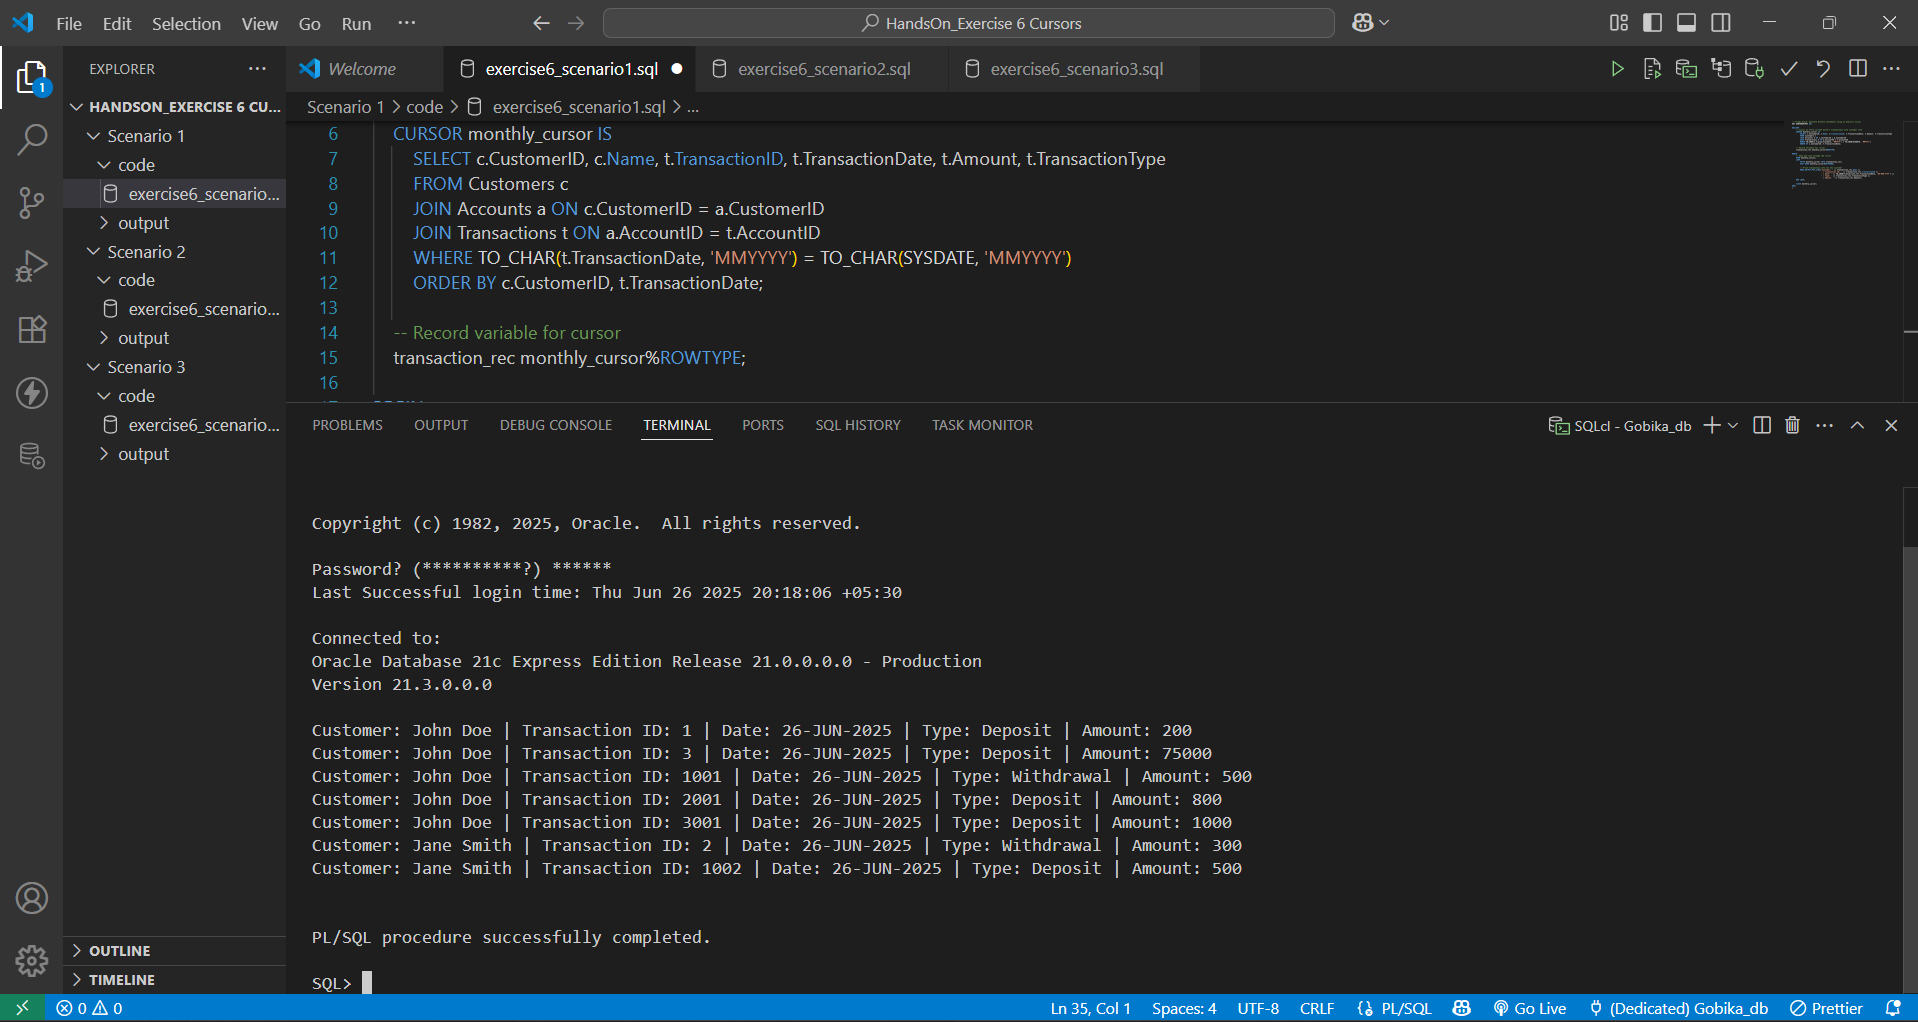 File Edit Selection View Go Run ··· HandsOn_Exercise 6 Cursors
EXPLORER ···
1
HANDSON_EXERCISE 6 CU...
Scenario 1
code
exercise6_scenario...
output
Scenario 2
code
exercise6_scenario...
output
Scenario 3
code
exercise6_scenario...
output
OUTLINE
TIMELINE
Welcome exercise6_scenario1.sql exercise6_scenario2.sql exercise6_scenario3.sql
Scenario 1 > code > exercise6_scenario1.sql > ...
6 CURSOR monthly_cursor IS
7 SELECT c.CustomerID, c.Name, t.TransactionID, t.TransactionDate, t.Amount, t.TransactionType
8 FROM Customers c
9 JOIN Accounts a ON c.CustomerID = a.CustomerID
10 JOIN Transactions t ON a.AccountID = t.AccountID
11 WHERE TO_CHAR(t.TransactionDate, 'MMYYYY') = TO_CHAR(SYSDATE, 'MMYYYY')
12 ORDER BY c.CustomerID, t.TransactionDate;
13
14 -- Record variable for cursor
15 transaction_rec monthly_cursor%ROWTYPE;
16
PROBLEMS OUTPUT DEBUG CONSOLE TERMINAL PORTS SQL HISTORY TASK MONITOR SQLcl - Gobika_db
Copyright (c) 1982, 2025, Oracle.  All rights reserved.
Password? (**********?) ******
Last Successful login time: Thu Jun 26 2025 20:18:06 +05:30
Connected to:
Oracle Database 21c Express Edition Release 21.0.0.0.0 - Production
Version 21.3.0.0.0
Customer: John Doe | Transaction ID: 1 | Date: 26-JUN-2025 | Type: Deposit | Amount: 200
Customer: John Doe | Transaction ID: 3 | Date: 26-JUN-2025 | Type: Deposit | Amount: 75000
Customer: John Doe | Transaction ID: 1001 | Date: 26-JUN-2025 | Type: Withdrawal | Amount: 500
Customer: John Doe | Transaction ID: 2001 | Date: 26-JUN-2025 | Type: Deposit | Amount: 800
Customer: John Doe | Transaction ID: 3001 | Date: 26-JUN-2025 | Type: Deposit | Amount: 1000
Customer: Jane Smith | Transaction ID: 2 | Date: 26-JUN-2025 | Type: Withdrawal | Amount: 300
Customer: Jane Smith | Transaction ID: 1002 | Date: 26-JUN-2025 | Type: Deposit | Amount: 500
PL/SQL procedure successfully completed.
SQL>
0 0 Ln 35, Col 1 Spaces: 4 UTF-8 CRLF PL/SQL Go Live (Dedicated) Gobika_db Prettier